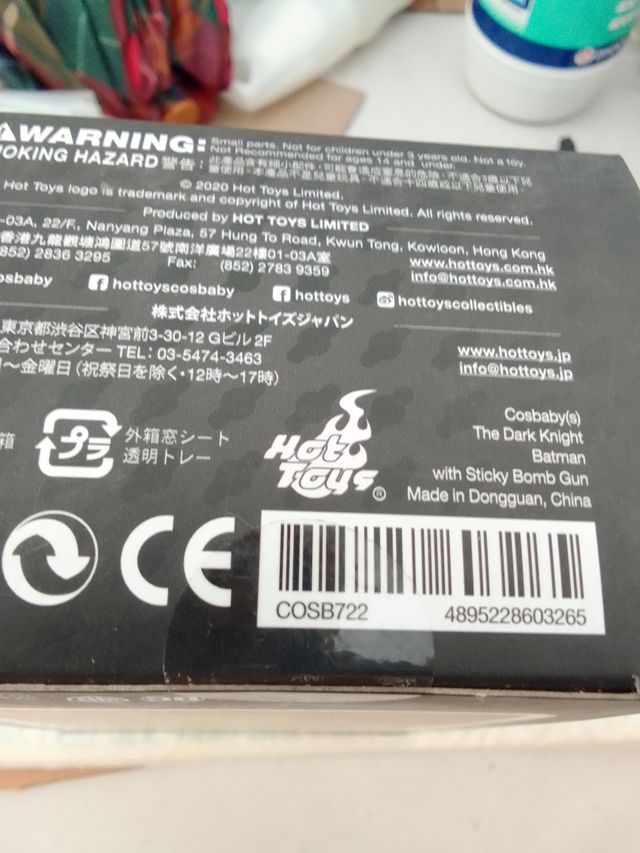 WARNING:
Small parts. Not for children under 3 years old. Not a toy.
Not Recommended for ages 14 and under.
OKING HAZARD 警告：
此產品含有細小配件，可能會造成窒息的危險，不適合3歲以下兒
童使用。本產品不是兒童玩具，不適合十四歲或以下兒童使用。
© 2020 Hot Toys Limited.
Hot Toys logo is trademark and copyright of Hot Toys Limited. All rights reserved.
Produced by HOT TOYS LIMITED
-03A, 22/F., Nanyang Plaza, 57 Hung To Road, Kwun Tong, Kowloon, Hong Kong
香港九龍觀塘鴻圖道57號南洋廣場22樓01-03A室
www.hottoys.com.hk
852) 2836 3295
Fax: (852) 2783 9359
info@hottoys.com.hk
osbaby
hottoyscosbaby
hottoys
hottoyscollectibles
株式会社ホットトイズジャパン
東京都渋谷区神宮前3-30-12 Gビル 2F
www.hottoys.jp
合わせセンター TEL: 03-5474-3463
info@hottoys.jp
～金曜日（祝祭日を除く・12時～17時）
箱
プラ
外箱窓シート
透明トレー
Hot
Toys®
Cosbaby(s)
The Dark Knight
Batman
with Sticky Bomb Gun
Made in Dongguan, China
CE
COSB722
4895228603265